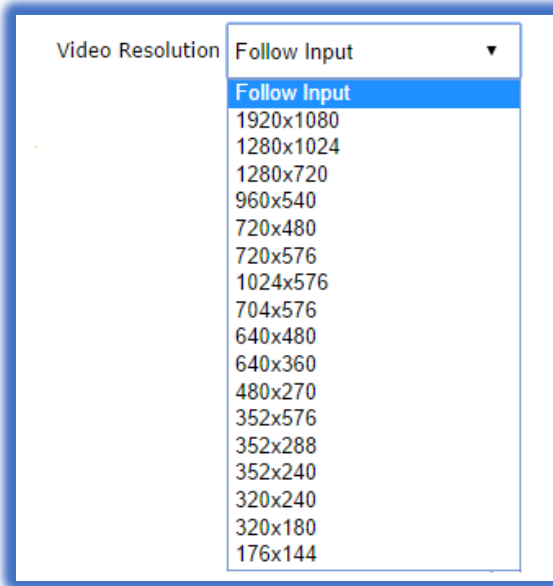 Video Resolution Follow Input
Follow Input
1920x1080
1280x1024
1280x720
960x540
720x480
720x576
1024x576
704x576
640x480
640x360
480x270
352x576
352x288
352x240
320x240
320x180
176x144